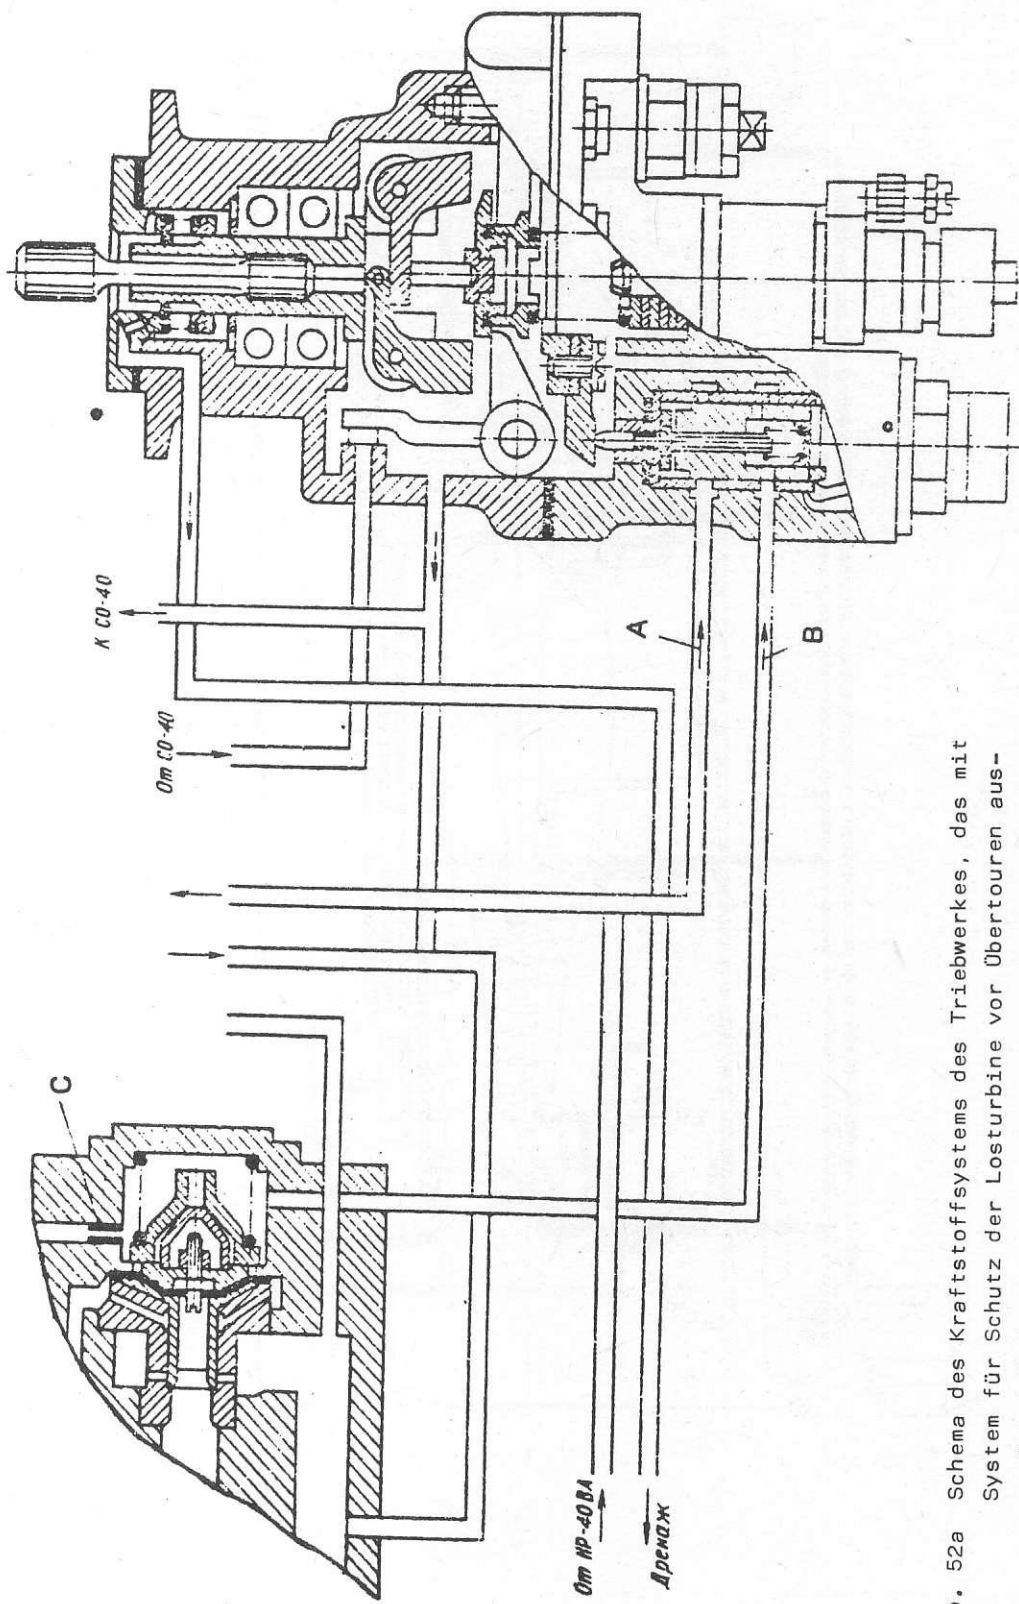 С
К СО-40
От СО-40
А
В
От НР-40ВА
Дренаж
. 52a Schema des Kraftstoffsystems des Triebwerkes, das mit
System für Schutz der Losturbine vor Übertouren aus-